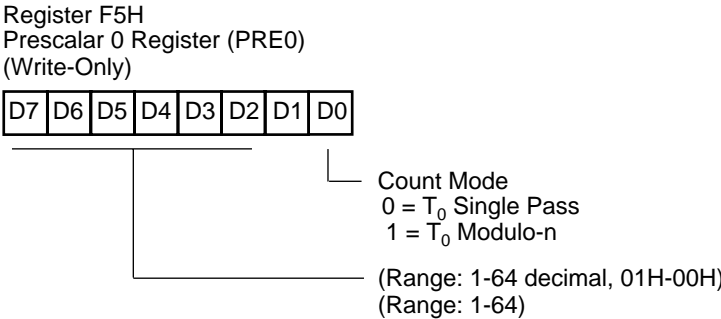 Register F5H
Prescalar 0 Register (PRE0)
(Write-Only)
D7 D6 D5 D4 D3 D2 D1 D0
Count Mode
0 = T0 Single Pass
1 = T0 Modulo-n
(Range: 1-64 decimal, 01H-00H)
(Range: 1-64)